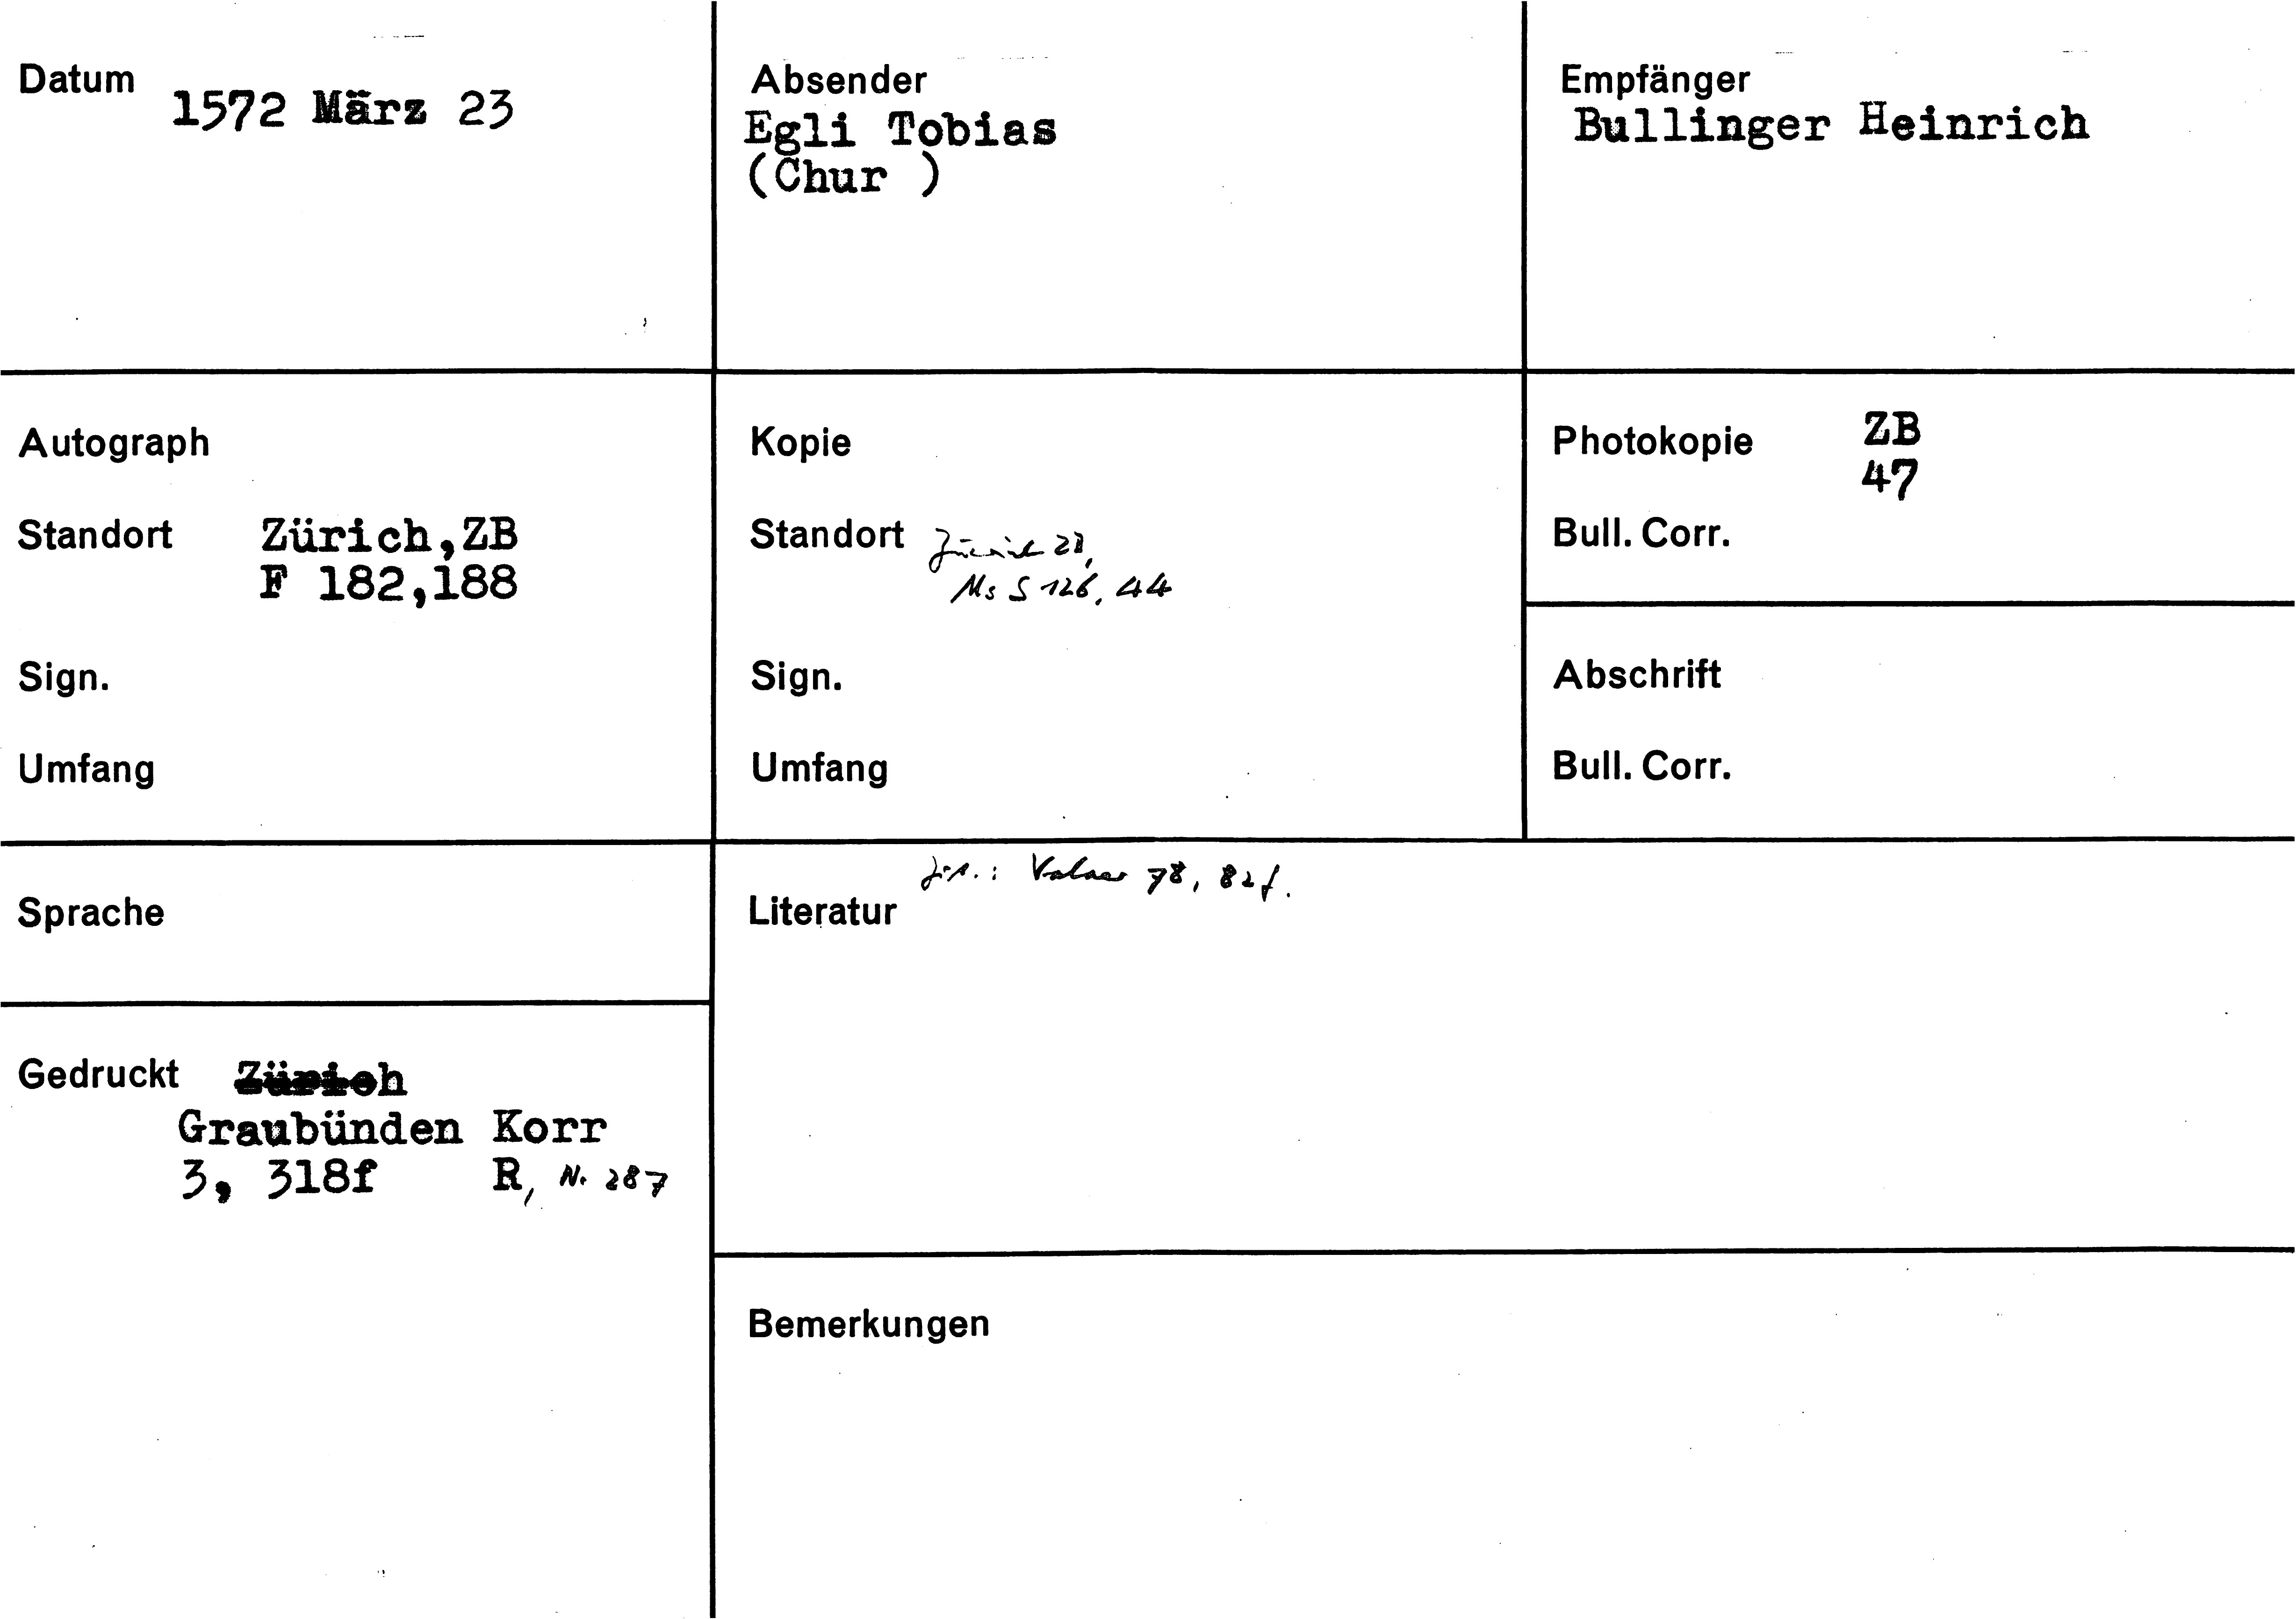 Datum
1572 März 23
Absender
Egli Tobias
(Chur )
Empfänger
Bullinger Heinrich
Autograph
Standort Zürich,ZB
F 182,188
Sign.
Umfang
Kopie
Standort Zürich ZB,
Ms S 126, 44
Sign.
Umfang
Photokopie ZB
47
Bull. Corr.
Abschrift
Bull. Corr.
Sprache
Literatur
78, 82f.
Gedruckt Zürich
Graubünden Korr
3, 318f R, Nr 287
Bemerkungen